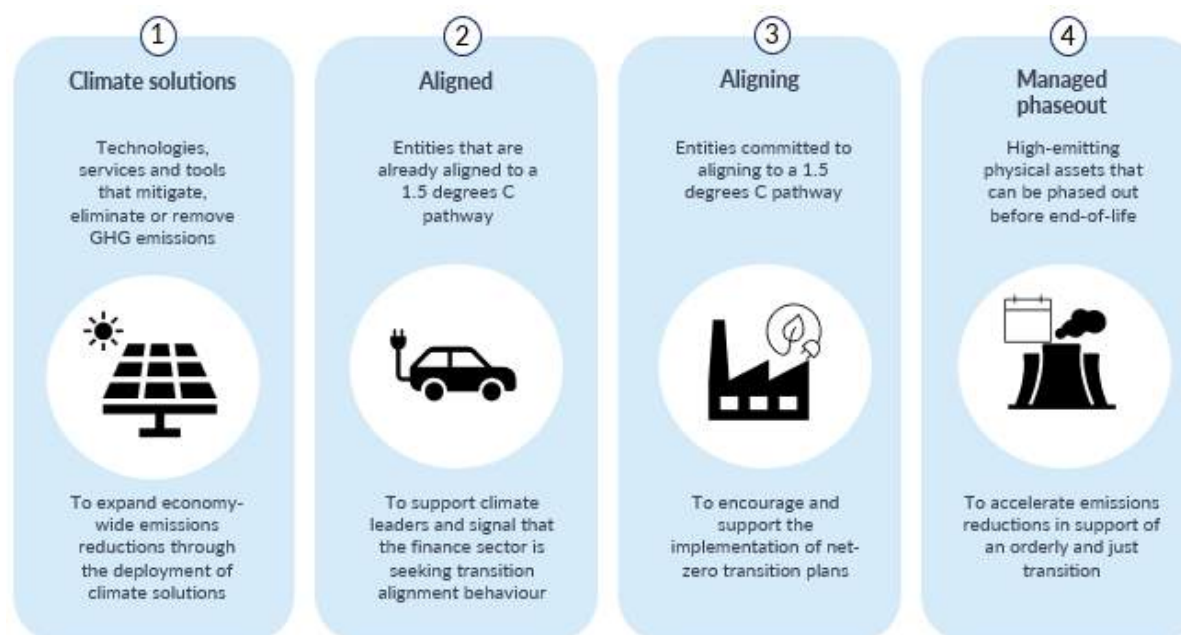 1
Climate solutions
Technologies,
services and tools
that mitigate,
eliminate or remove
GHG emissions
To expand economy-
wide emissions
reductions through
the deployment of
climate solutions
2
Aligned
Entities that are
already aligned to a
1.5 degrees C
pathway
To support climate
leaders and signal that
the finance sector is
seeking transition
alignment behaviour
3
Aligning
Entities committed to
aligning to a 1.5
degrees C pathway
To encourage and
support the
implementation of net-
zero transition plans
4
Managed
phaseout
High-emitting
physical assets that
can be phased out
before end-of-life
To accelerate emissions
reductions in support of
an orderly and just
transition